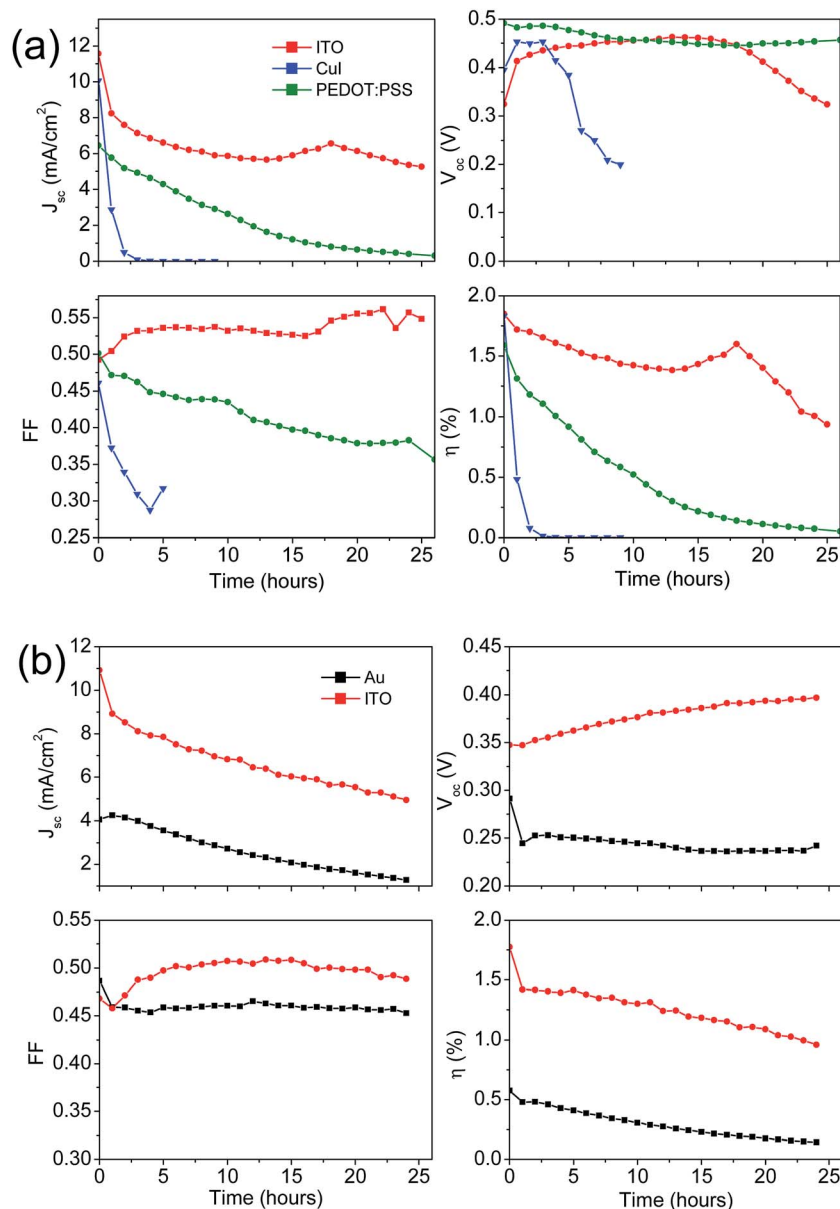 (a)
12
10
8
6
4
2
0
J_sc (mA/cm²)
ITO
CuI
PEDOT:PSS
0.5
0.4
0.3
0.2
0.1
0.0
V_oc (V)
0.55
0.50
0.45
0.40
0.35
0.30
0.25
FF
0 5 10 15 20 25
Time (hours)
2.0
1.5
1.0
0.5
0.0
η (%)
0 5 10 15 20 25
Time (hours)
(b)
12
10
8
6
4
2
J_sc (mA/cm²)
Au
ITO
0.45
0.40
0.35
0.30
0.25
0.20
V_oc (V)
0.55
0.50
0.45
0.40
0.35
0.30
FF
0 5 10 15 20 25
Time (hours)
2.0
1.5
1.0
0.5
0.0
η (%)
0 5 10 15 20 25
Time (hours)